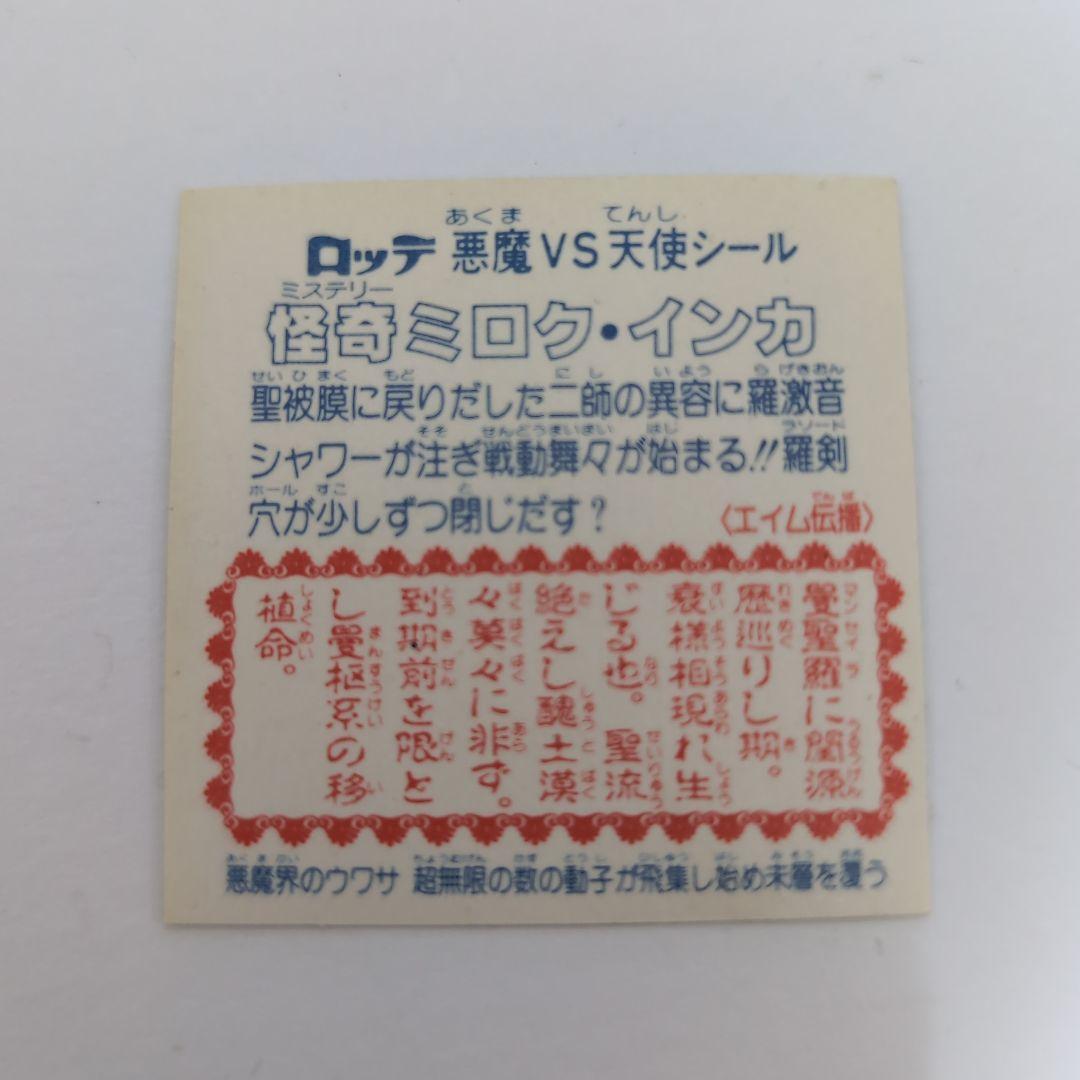 ロッテ 悪魔VS天使シール
怪奇ミロク・インカ
聖被膜に戻りだした二師の異容に羅激音
シャワーが注ぎ戦動舞々が始まる!!羅剣
穴が少しずつ閉じだす?
〈エイム伝播〉
曼聖羅に闇源
歴巡りし期。
衰様相現れ生
じる也。聖流
絶えし醜土漠
々莫々に非ず。
到期前を限と
し曼枢系の移
植命。
悪魔界のウワサ 超無限の数の動子が飛集し始め未層を覆う